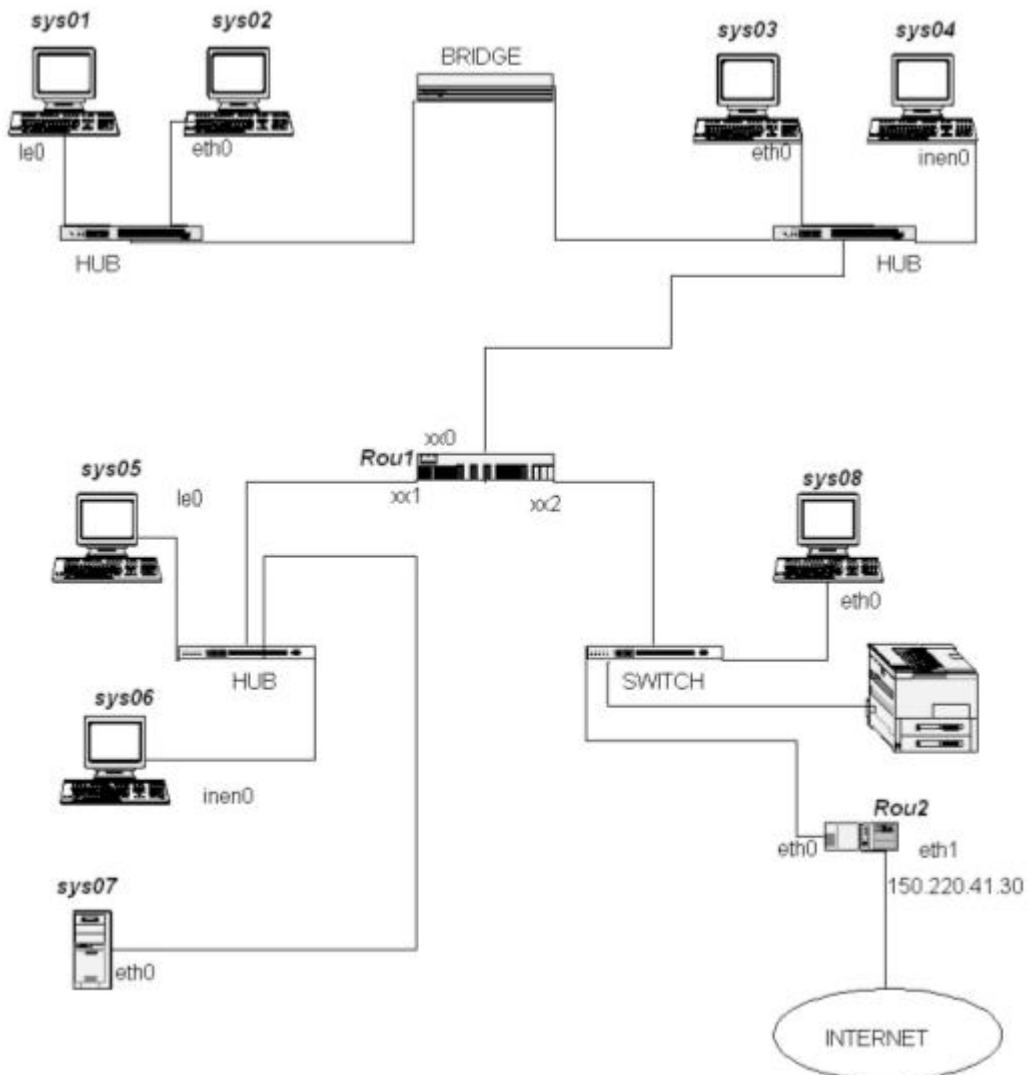 sys01
sys02
sys03
sys04
BRIDGE
le0
eth0
eth0
inen0
HUB
HUB
xx0
Rou1
sys05
le0
xx1
xx2
sys08
eth0
HUB
SWITCH
sys06
inen0
Rou2
eth0
eth1
150.220.41.30
sys07
eth0
INTERNET